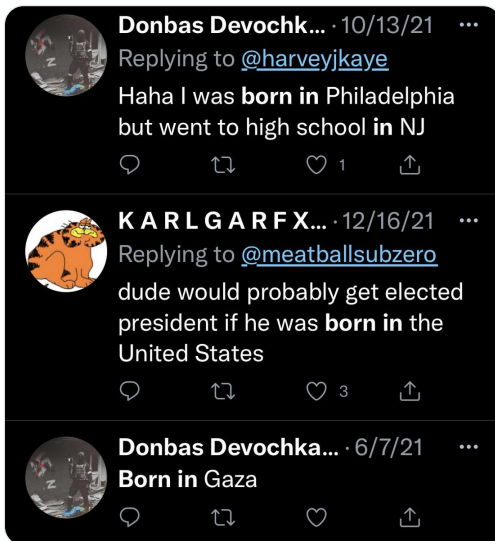 Donbas Devochk... · 10/13/21 ...
Replying to @harveyjkaye
Haha I was born in Philadelphia
but went to high school in NJ
1
K A R L G A R F X... · 12/16/21 ...
Replying to @meatballsubzero
dude would probably get elected
president if he was born in the
United States
3
Donbas Devochka... · 6/7/21 ...
Born in Gaza